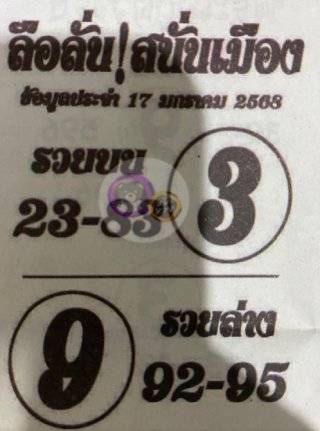 ลือลั่น!สนั่นเมือง
ข้อมูลประจำ 17 มกราคม 2568
รวยบน
23-83
3
9
รวยล่าง
92-95